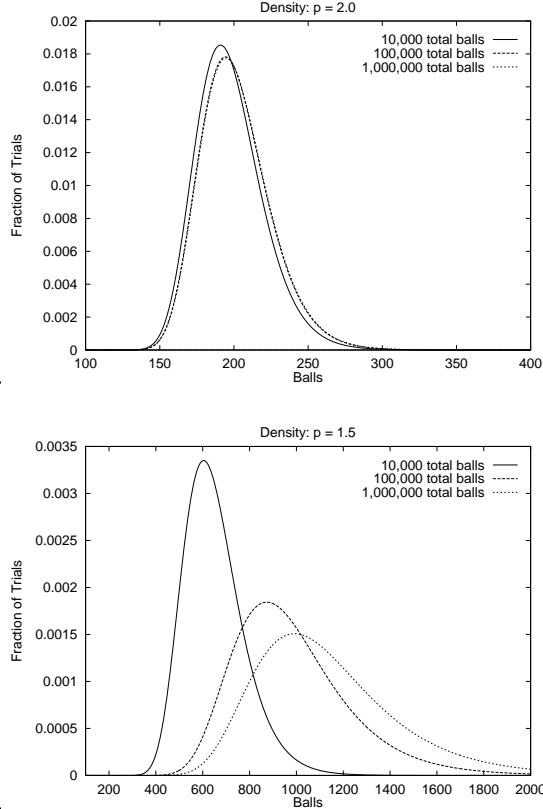 Density: p = 2.0
0.02
0.018
0.016
0.014
0.012
0.01
0.008
0.006
0.004
0.002
0
Fraction of Trials
10,000 total balls
100,000 total balls
1,000,000 total balls
100 150 200 250 300 350 400
Balls
Density: p = 1.5
0.0035
0.003
0.0025
0.002
0.0015
0.001
0.0005
0
Fraction of Trials
10,000 total balls
100,000 total balls
1,000,000 total balls
200 400 600 800 1000 1200 1400 1600 1800 2000
Balls